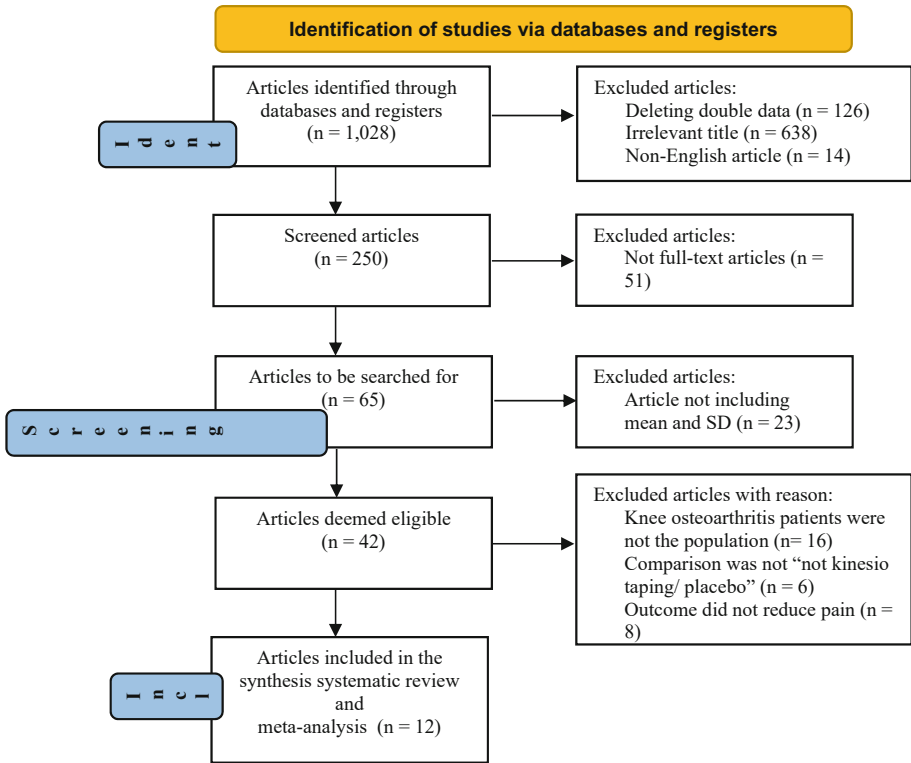 Identification of studies via databases and registers
Articles identified through
databases and registers
(n = 1,028)
Excluded articles:
Deleting double data (n = 126)
Irrelevant title (n = 638)
Non-English article (n = 14)
Ident
Screened articles
(n = 250)
Excluded articles:
Not full-text articles (n =
51)
Articles to be searched for
(n = 65)
Excluded articles:
Article not including
mean and SD (n = 23)
Screening
Articles deemed eligible
(n = 42)
Excluded articles with reason:
Knee osteoarthritis patients were
not the population (n= 16)
Comparison was not “not kinesio
taping/ placebo” (n = 6)
Outcome did not reduce pain (n =
8)
Incl
Articles included in the
synthesis systematic review
and
meta-analysis (n = 12)